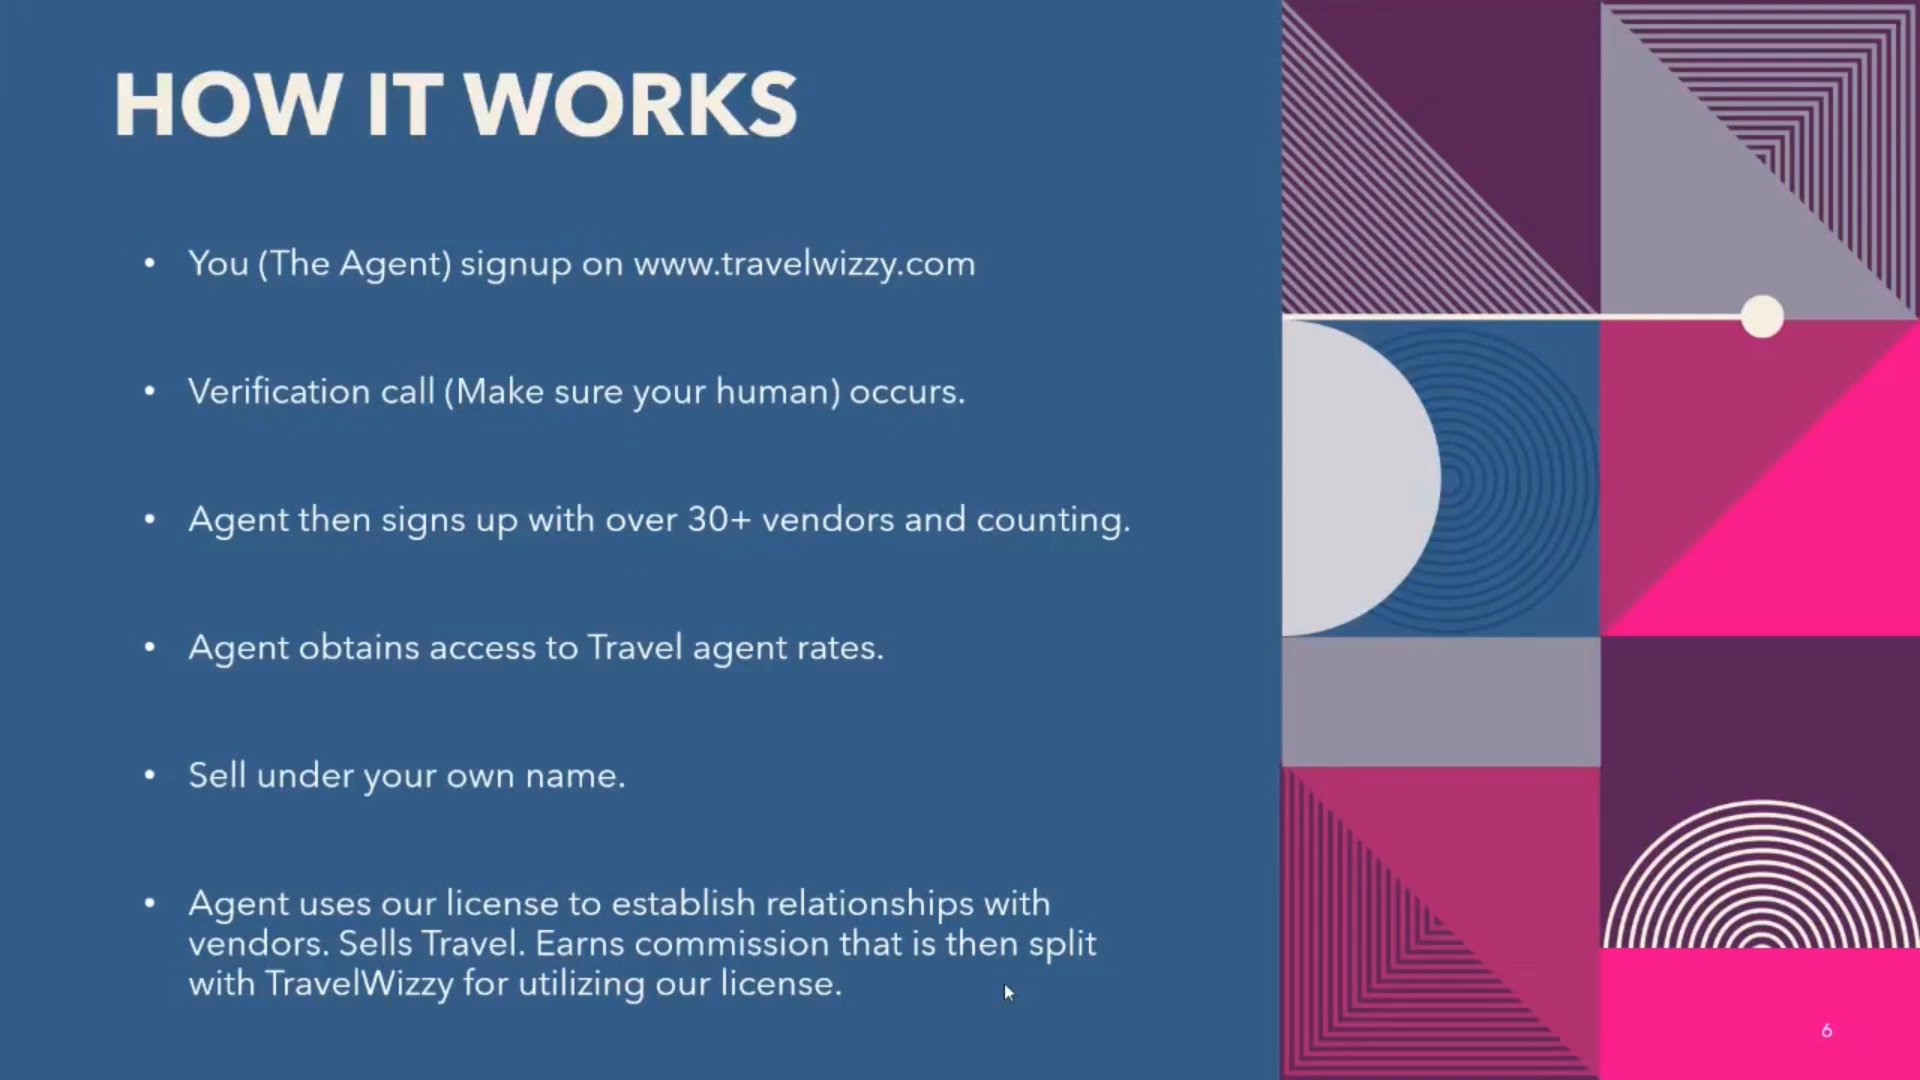 HOW IT WORKS
• You (The Agent) signup on www.travelwizzy.com
• Verification call (Make sure your human) occurs.
• Agent then signs up with over 30+ vendors and counting.
• Agent obtains access to Travel agent rates.
• Sell under your own name.
• Agent uses our license to establish relationships with
vendors. Sells Travel. Earns commission that is then split
with TravelWizzy for utilizing our license.
6